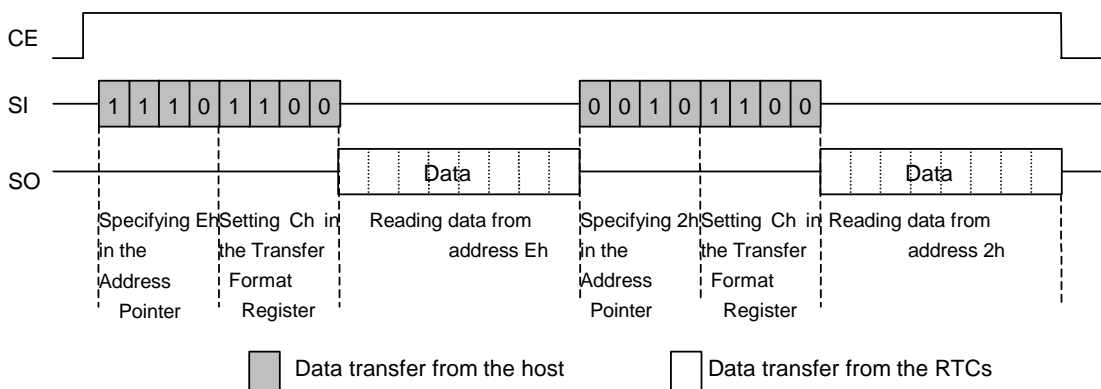 CE
SI
1 1 1 0 1 1 0 0
0 0 1 0 1 1 0 0
SO
Data
Data
Specifying Eh
in the
Address
Pointer
Setting Ch in
the Transfer
Format
Register
Reading data from
address Eh
Specifying 2h
in the
Address
Pointer
Setting Ch in
the Transfer
Format
Register
Reading data from
address 2h
Data transfer from the host
Data transfer from the RTCs